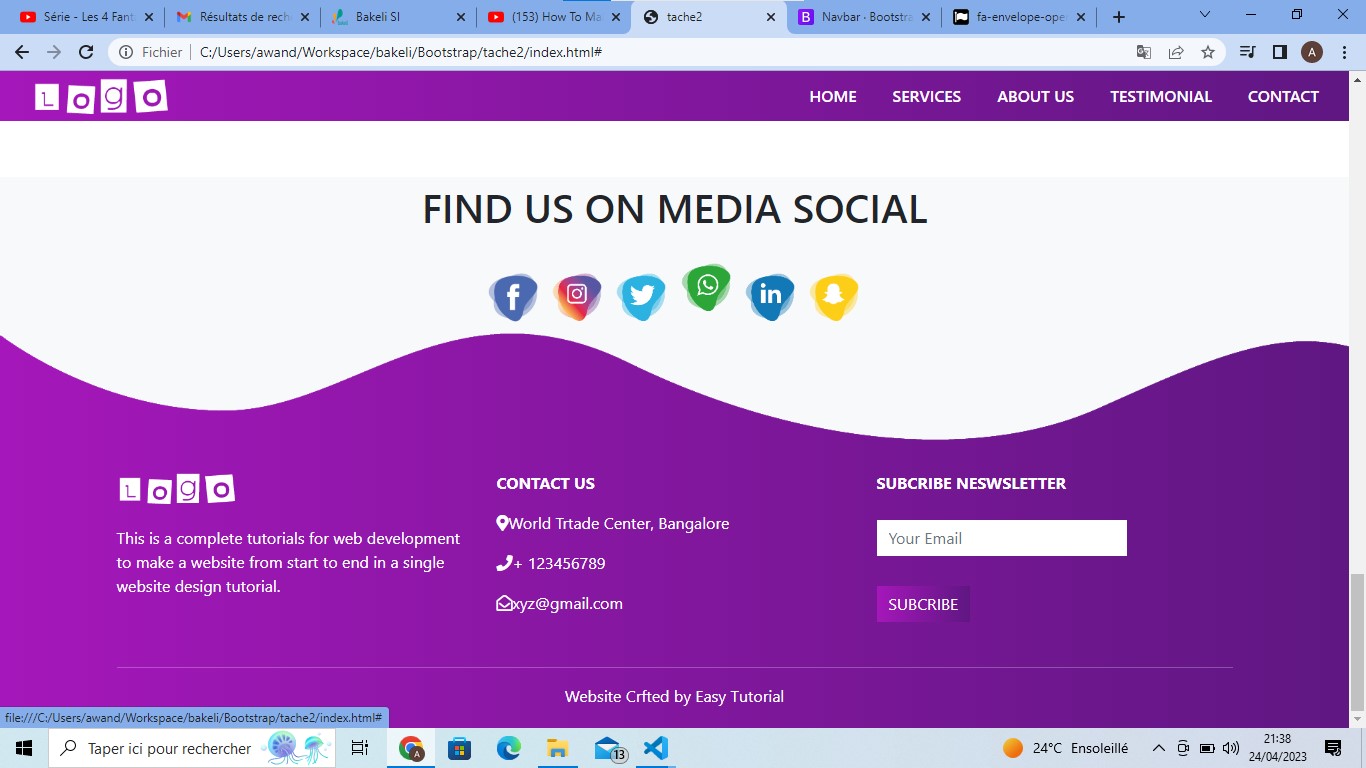 Série - Les 4 Fant
Résultats de rech
Bakeli SI
(153) How To Ma
tache2
Navbar · Bootstra
fa-envelope-ope
Fichier C:/Users/awand/Workspace/bakeli/Bootstrap/tache2/index.html#
A
LOgO
HOME SERVICES ABOUT US TESTIMONIAL CONTACT
FIND US ON MEDIA SOCIAL
LOgO
This is a complete tutorials for web development
to make a website from start to end in a single
website design tutorial.
CONTACT US
World Trtade Center, Bangalore
+ 123456789
xyz@gmail.com
SUBCRIBE NESWSLETTER
Your Email
SUBCRIBE
Website Crfted by Easy Tutorial
file:///C:/Users/awand/Workspace/bakeli/Bootstrap/tache2/index.html#
Taper ici pour rechercher
A
13
24°C Ensoleillé
21:38
24/04/2023